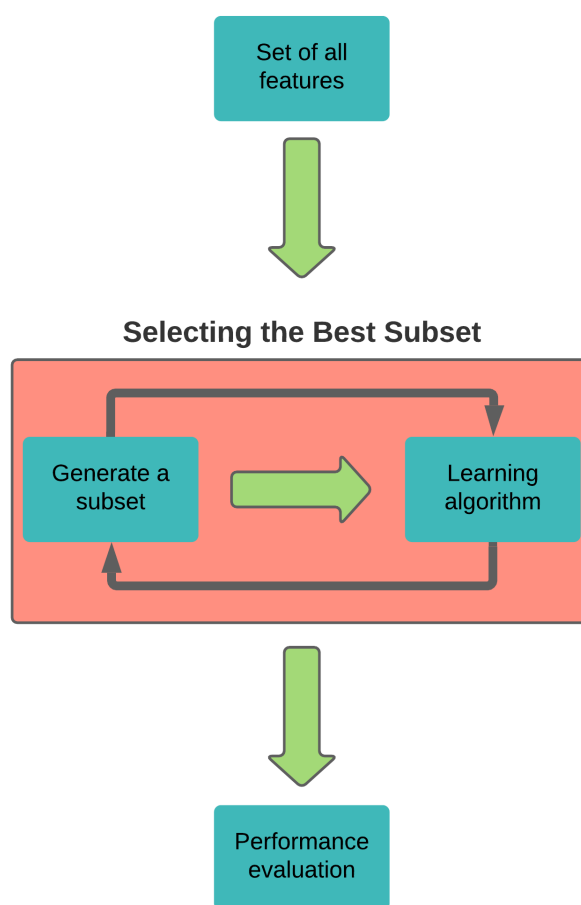 Set of all
features
Selecting the Best Subset
Generate a
subset
Learning
algorithm
Performance
evaluation